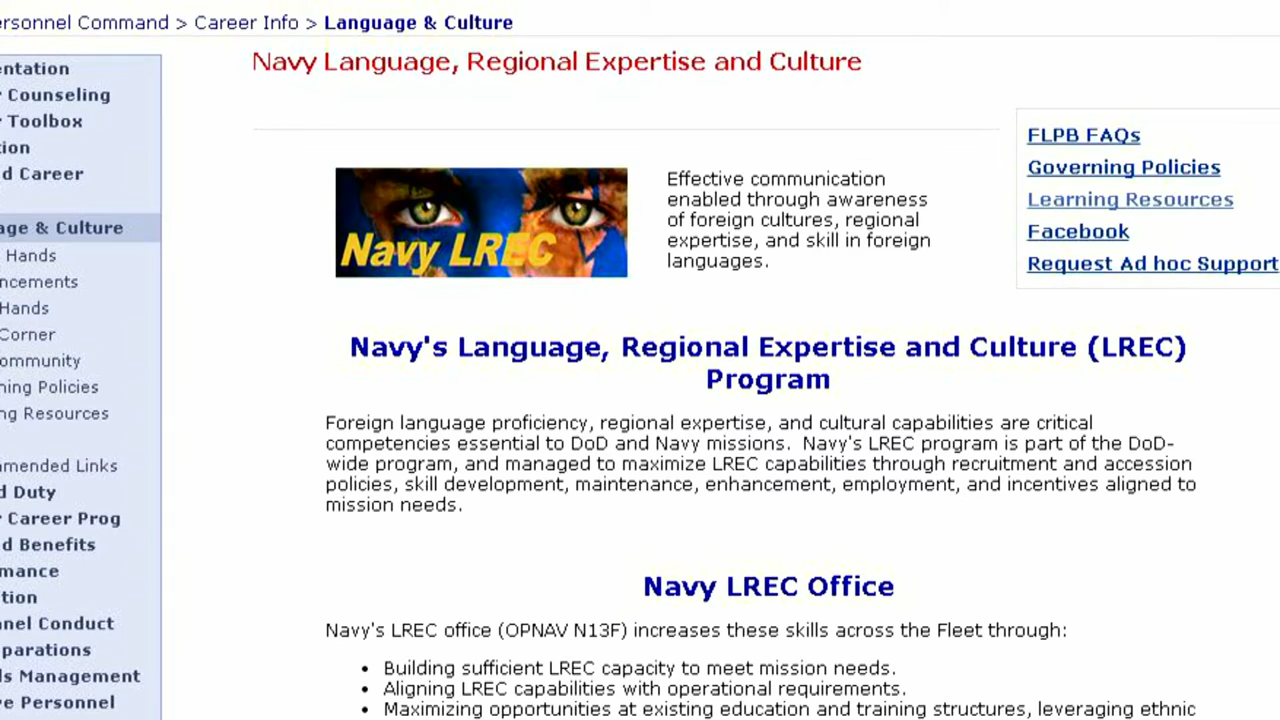 ersonnel Command > Career Info > Language & Culture
entation
Counseling
Toolbox
ion
d Career
age & Culture
Hands
ncements
Hands
Corner
ommunity
ning Policies
ng Resources
mmended Links
d Duty
Career Prog
d Benefits
mance
tion
nel Conduct
parations
ds Management
ve Personnel
Navy Language, Regional Expertise and Culture
Navy LREC
Effective communication
enabled through awareness
of foreign cultures, regional
expertise, and skill in foreign
languages.
FLPB FAQs
Governing Policies
Learning Resources
Facebook
Request Ad hoc Support
Navy's Language, Regional Expertise and Culture (LREC)
Program
Foreign language proficiency, regional expertise, and cultural capabilities are critical
competencies essential to DoD and Navy missions.  Navy's LREC program is part of the DoD-
wide program, and managed to maximize LREC capabilities through recruitment and accession
policies, skill development, maintenance, enhancement, employment, and incentives aligned to
mission needs.
Navy LREC Office
Navy's LREC office (OPNAV N13F) increases these skills across the Fleet through:
• Building sufficient LREC capacity to meet mission needs.
• Aligning LREC capabilities with operational requirements.
• Maximizing opportunities at existing education and training structures, leveraging ethnic